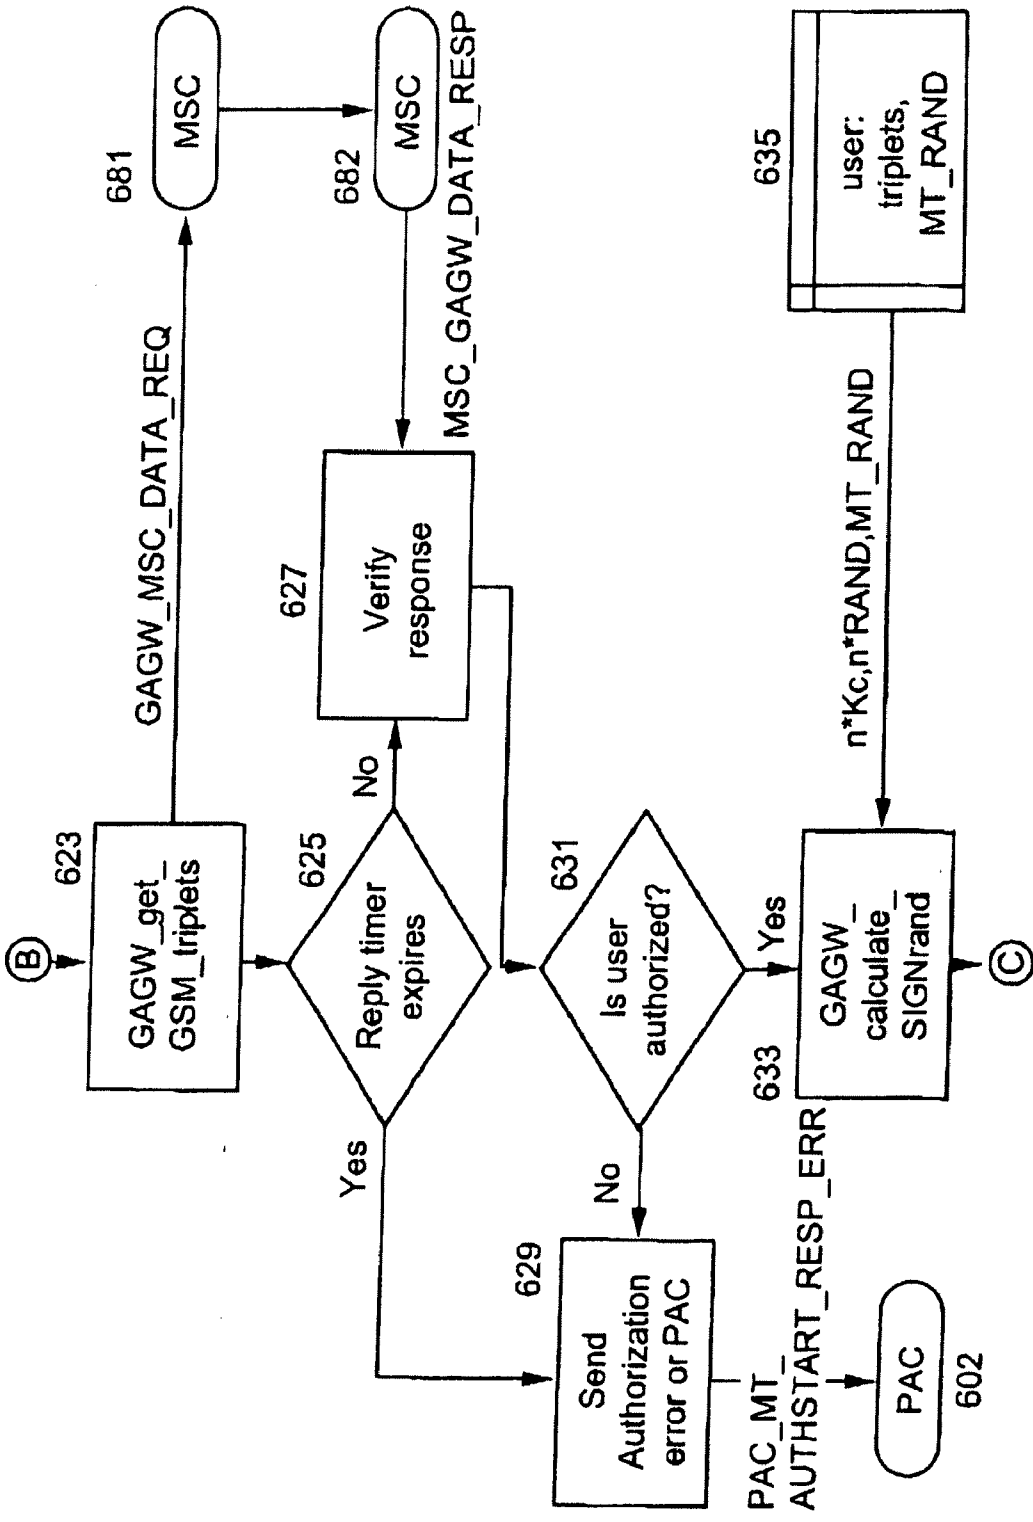 B
623
GAGW_get_
GSM_triplets
GAGW_MSC_DATA_REQ
681
MSC
625
Reply timer
expires
Yes
No
627
Verify
response
682
MSC
MSC_GAGW_DATA_RESP
629
Send
Authorization
error or PAC
No
631
Is user
authorized?
Yes
PAC_MT_
AUTHSTART_RESP_ERR
PAC
602
633
GAGW_
calculate_
SIGNrand
n*Kc,n*RAND,MT_RAND
635
user:
triplets,
MT_RAND
C